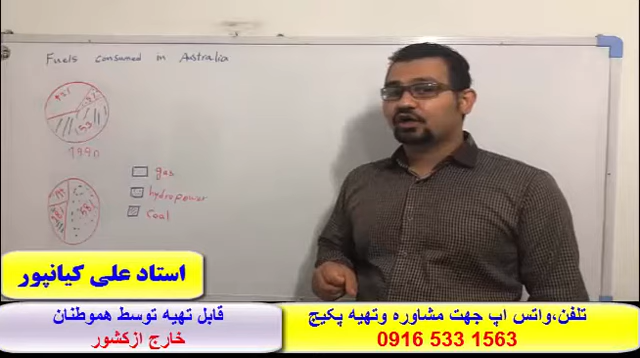 Fuels consumed in Australia
53
1990
gas
hydropower
coal
استاد علی کیانپور
قابل تهیه توسط هموطنان
خارج ازکشور
تلفن،واتس اپ جهت مشاوره وتهیه پکیج
0916 533 1563